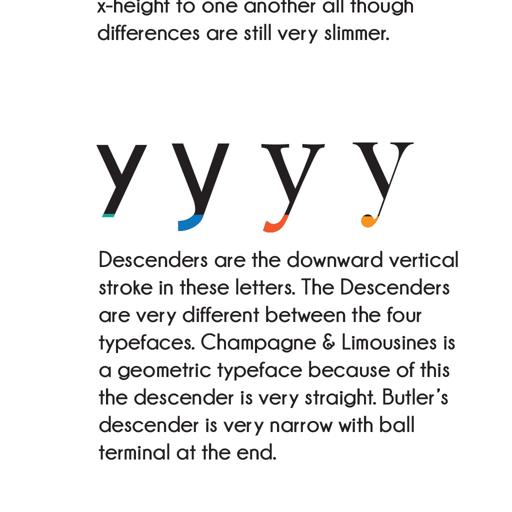 x-height to one another all though
differences are still very slimmer.
y y y y
Descenders are the downward vertical
stroke in these letters. The Descenders
are very different between the four
typefaces. Champagne & Limousines is
a geometric typeface because of this
the descender is very straight. Butler's
descender is very narrow with ball
terminal at the end.